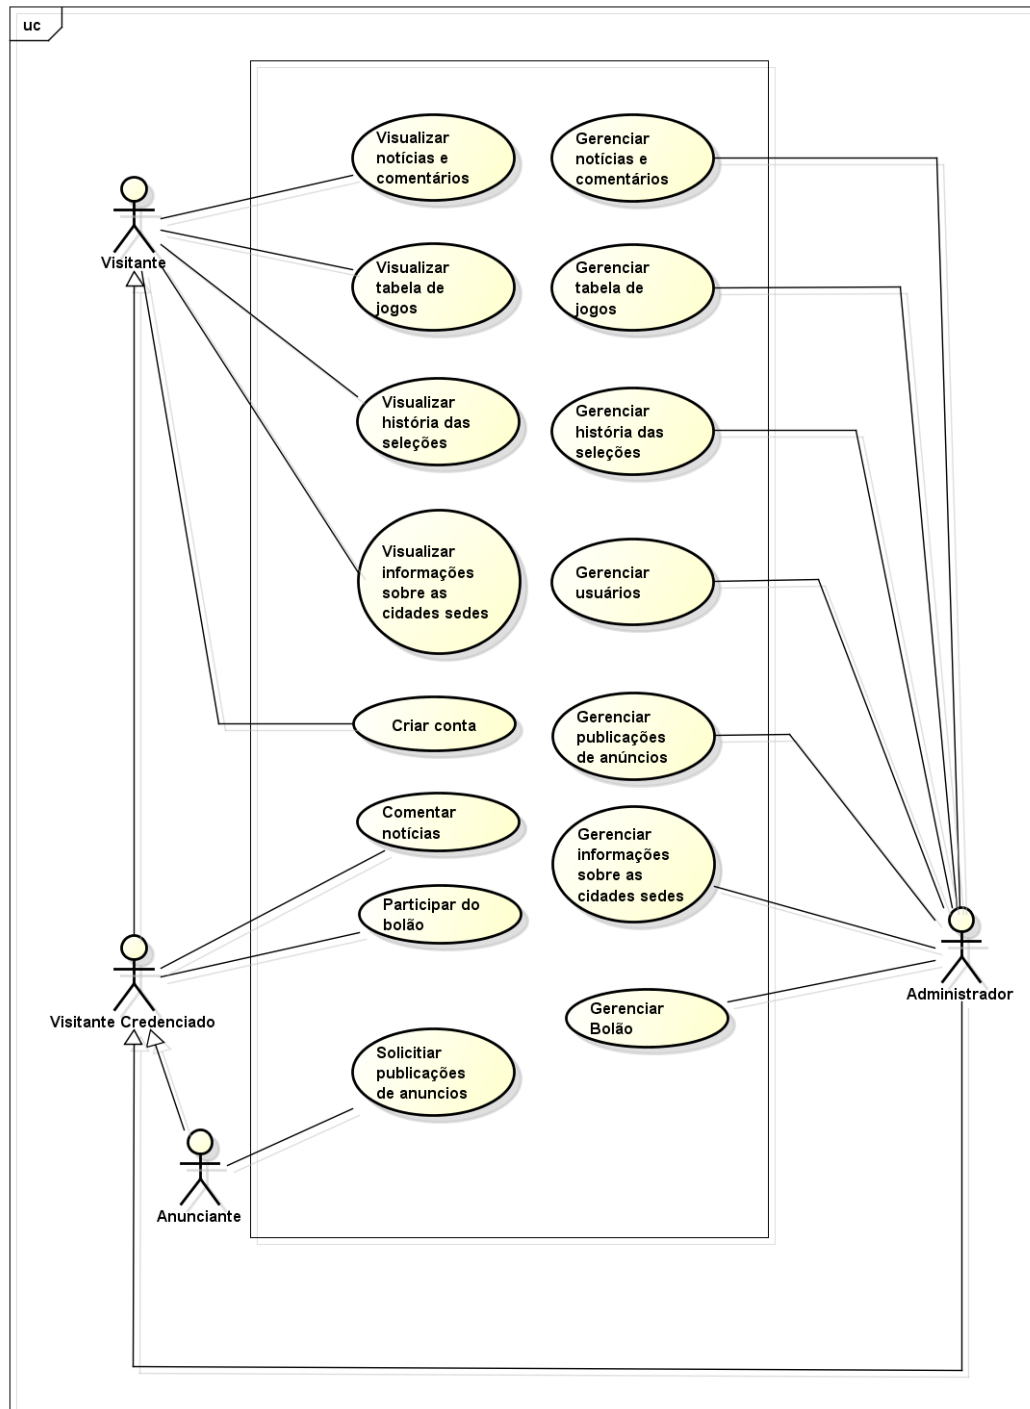 uc
Visualizar
notícias e
comentários
Gerenciar
notícias e
comentários
Visitante
Visualizar
tabela de
jogos
Gerenciar
tabela de
jogos
Visualizar
história das
seleções
Gerenciar
história das
seleções
Visualizar
informações
sobre as
cidades sedes
Gerenciar
usuários
Criar conta
Gerenciar
publicações
de anúncios
Comentar
notícias
Gerenciar
informações
sobre as
cidades sedes
Participar do
bolão
Administrador
Visitante Credenciado
Gerenciar
Bolão
Solicitiar
publicações
de anuncios
Anunciante